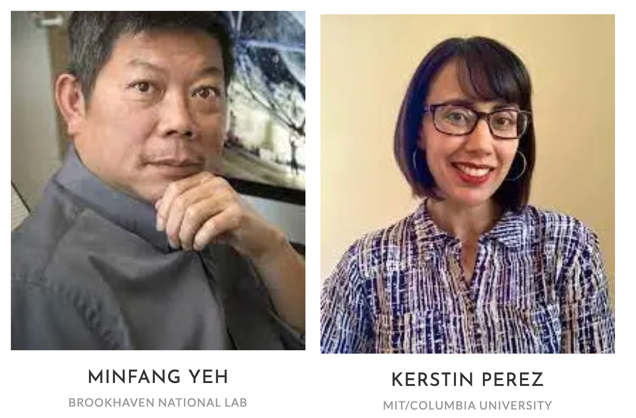 MINFANG YEH
BROOKHAVEN NATIONAL LAB
KERSTIN PEREZ
MIT/COLUMBIA UNIVERSITY